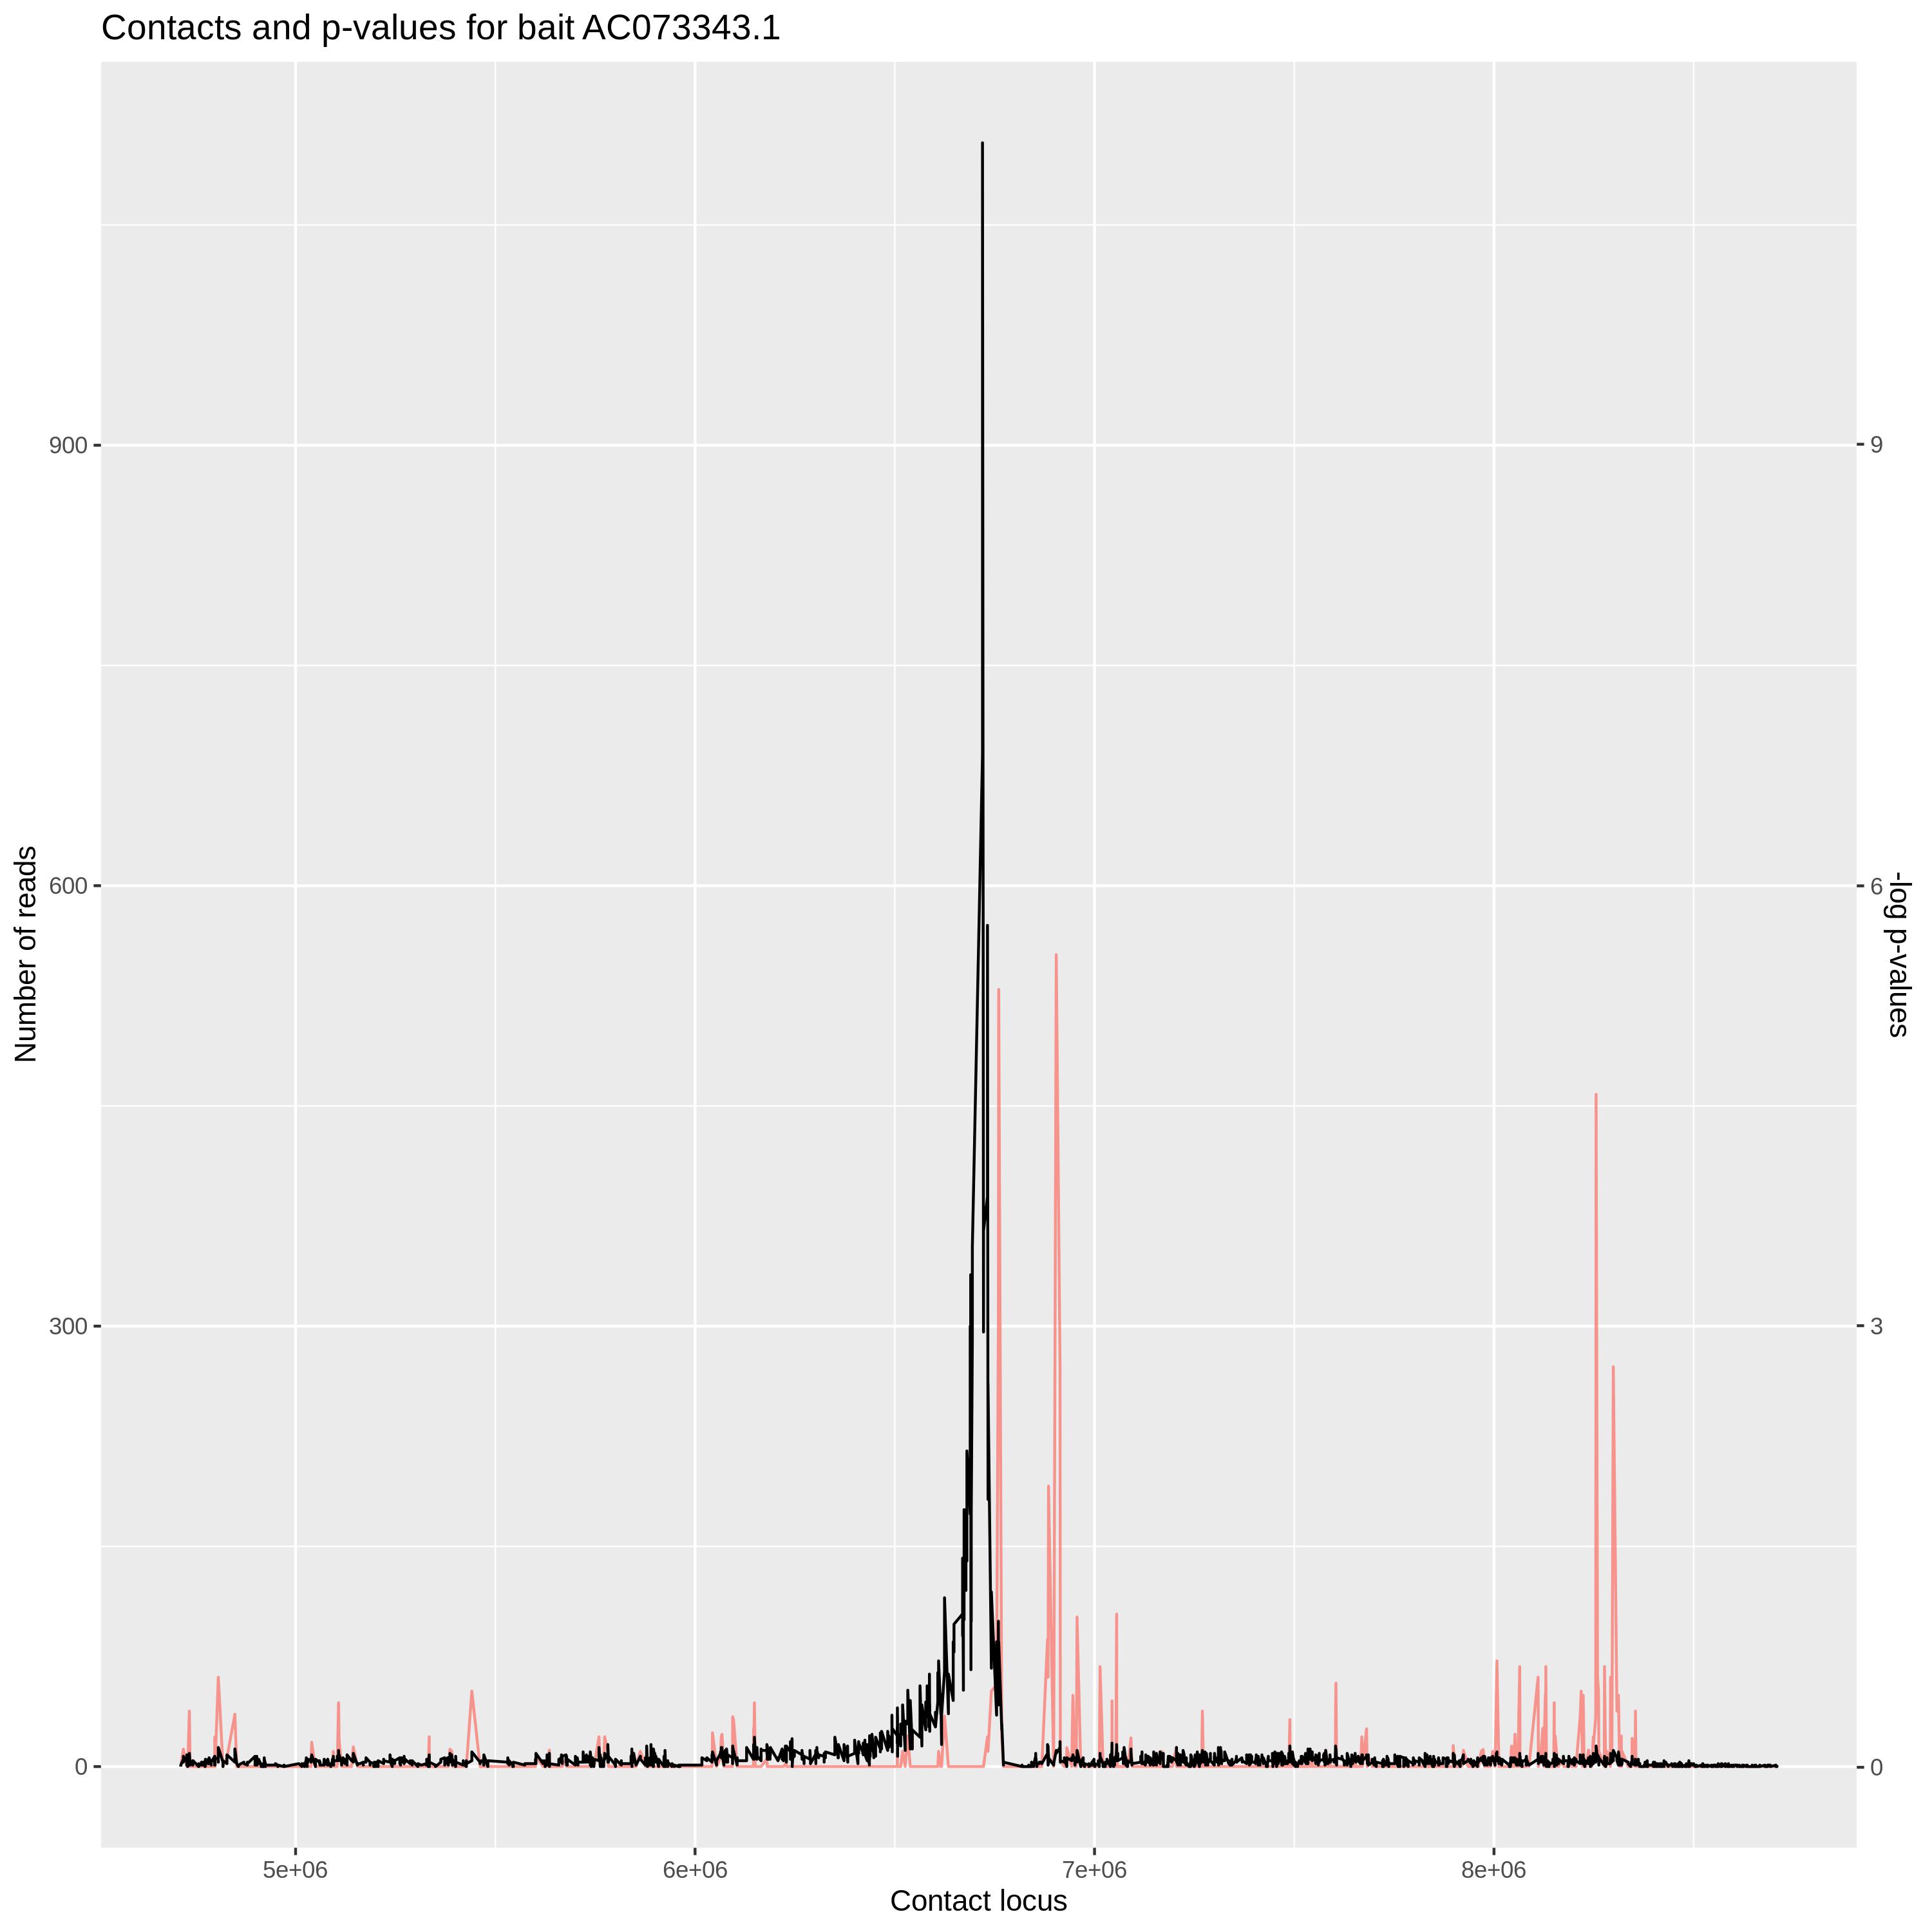 Contacts and p-values for bait AC073343.1
900
600
300
0
Number of reads
9
6
3
0
-log p-values
5e+06
6e+06
7e+06
8e+06
Contact locus